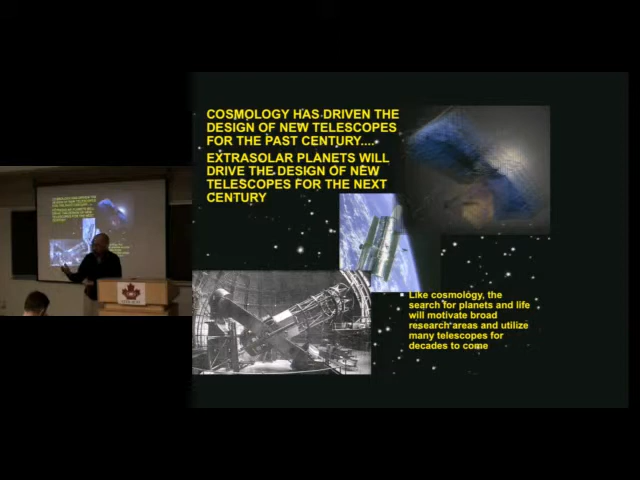 COSMOLOGY HAS DRIVEN THE
DESIGN OF NEW TELESCOPES
FOR THE PAST CENTURY....
EXTRASOLAR PLANETS WILL
DRIVE THE DESIGN OF NEW
TELESCOPES FOR THE NEXT
CENTURY
Like cosmology, the
search for planets and life
will motivate broad
research areas and utilize
many telescopes for
decades to come